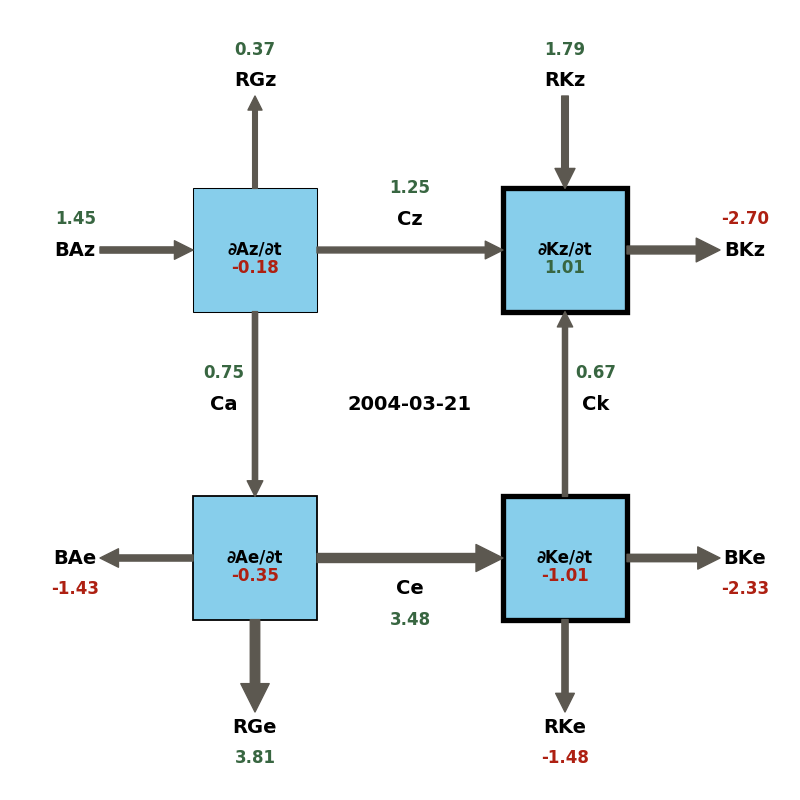 0.37
RGz
1.79
RKz
1.45
BAz
∂Az/∂t
-0.18
1.25
Cz
∂Kz/∂t
1.01
-2.70
BKz
0.75
Ca
2004-03-21
0.67
Ck
BAe
-1.43
∂Ae/∂t
-0.35
Ce
3.48
∂Ke/∂t
-1.01
BKe
-2.33
RGe
3.81
RKe
-1.48